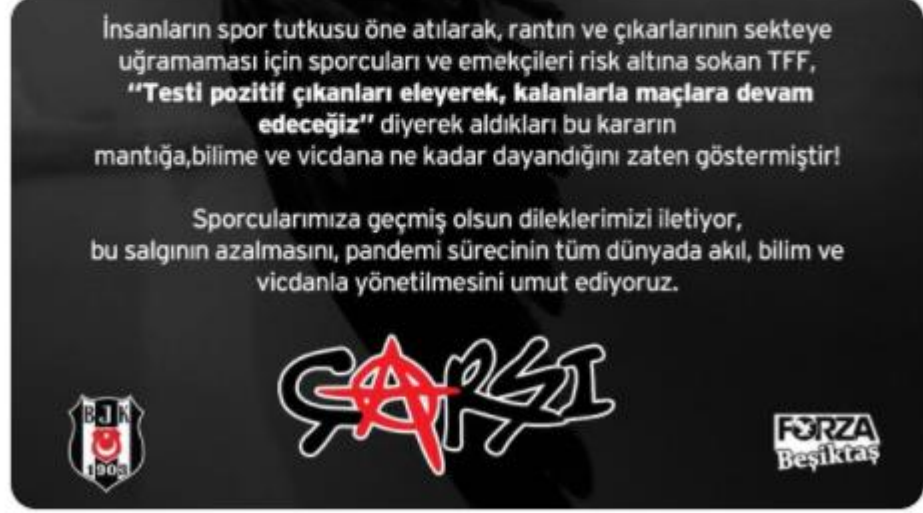 İnsanların spor tutkusu öne atılarak, rantın ve çıkarlarının sekteye
uğramaması için sporcuları ve emekçileri risk altına sokan TFF,
“Testi pozitif çıkanları eleyerek, kalanlarla maçlara devam
edeceğiz” diyerek aldıkları bu kararın
mantığa,bilime ve vicdana ne kadar dayandığını zaten göstermiştir!
Sporcularımıza geçmiş olsun dileklerimizi iletiyor,
bu salgının azalmasını, pandemi sürecinin tüm dünyada akıl, bilim ve
vicdanla yönetilmesini umut ediyoruz.
ÇARŞI
BJK
1903
FORZA
Beşiktaş